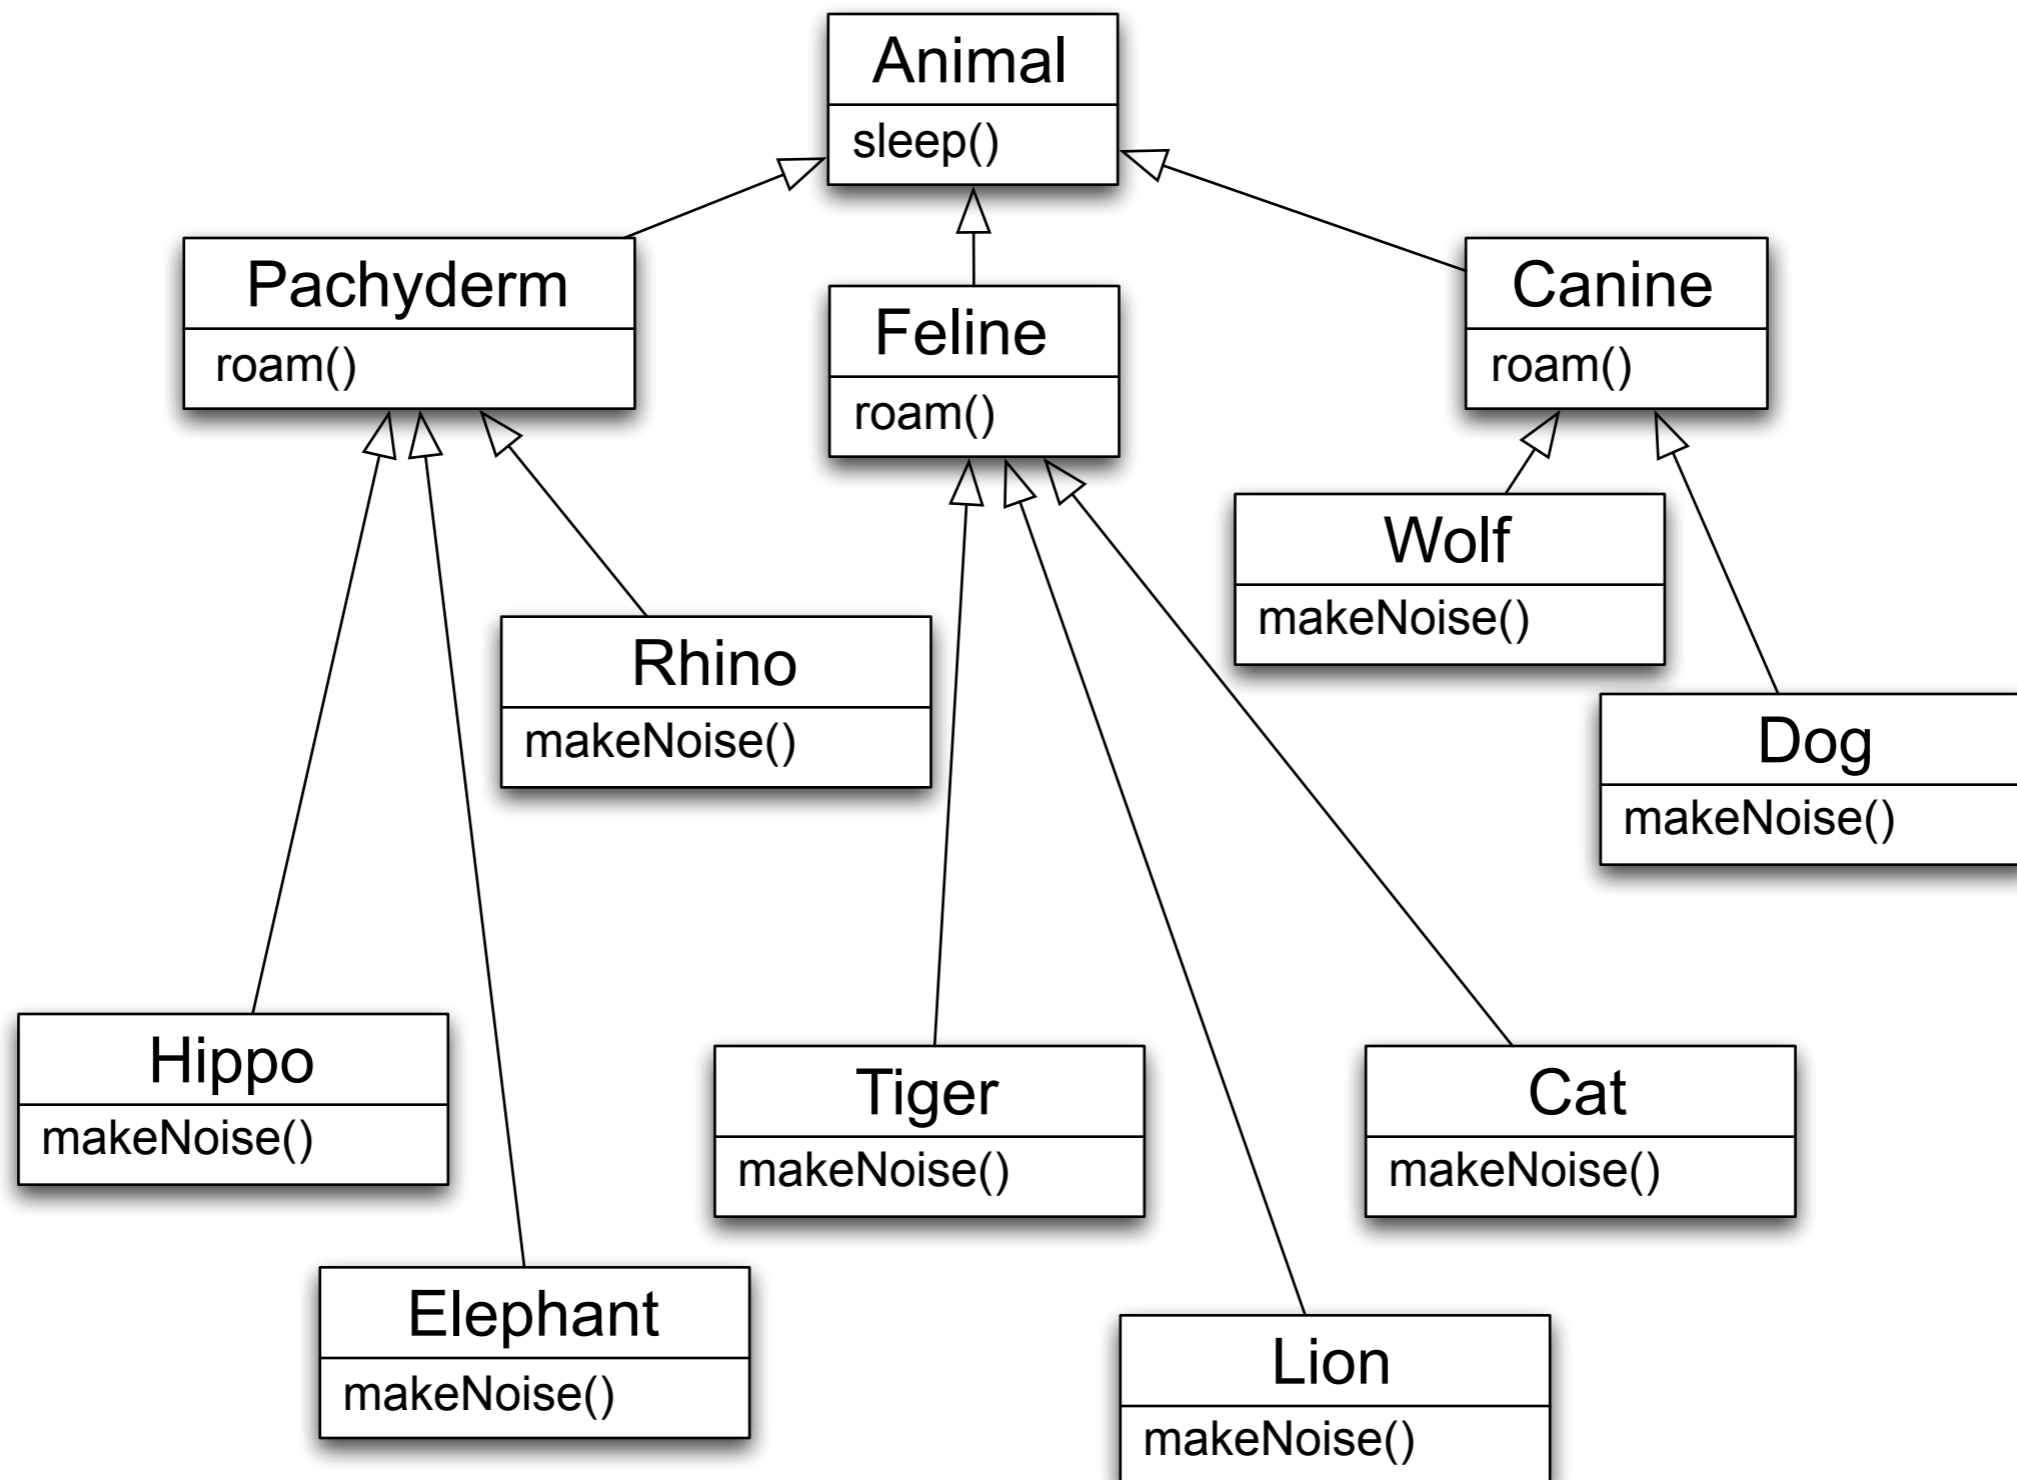 Animal
sleep()
Pachyderm
roam()
Feline
roam()
Canine
roam()
Wolf
makeNoise()
Rhino
makeNoise()
Dog
makeNoise()
Hippo
makeNoise()
Tiger
makeNoise()
Cat
makeNoise()
Elephant
makeNoise()
Lion
makeNoise()